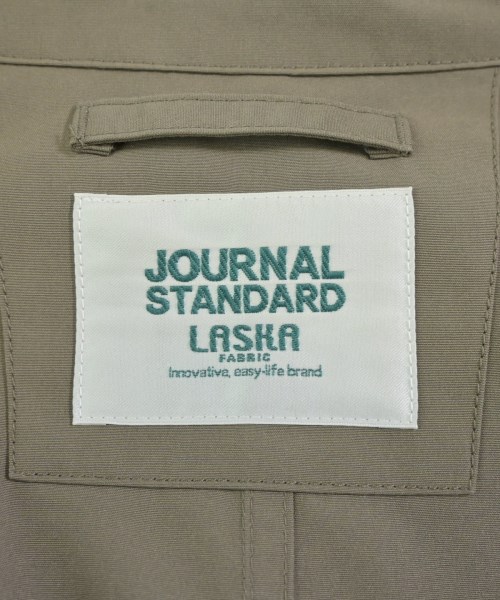 JOURNAL
STANDARD
LASKA
FABRIC
Innovative, easy-life brand